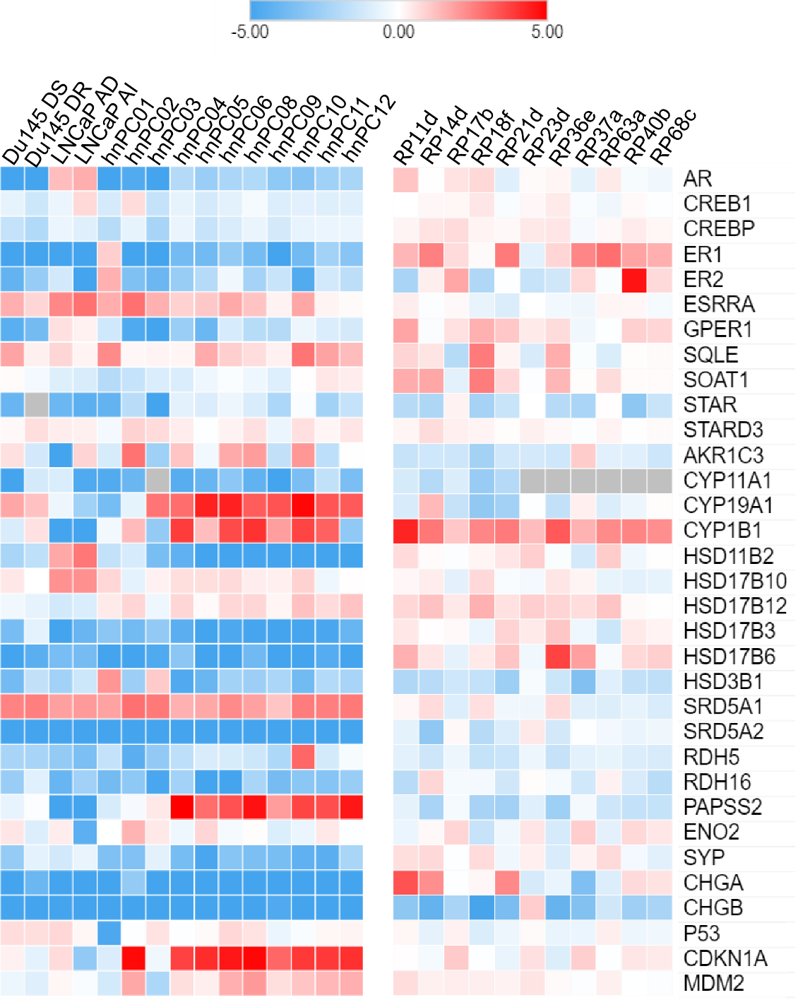 -5.00 0.00 5.00
Du145 DS
Du145 DR
LNCaP AD
LNCaP AI
hnPC01
hnPC02
hnPC03
hnPC04
hnPC05
hnPC06
hnPC08
hnPC09
hnPC10
hnPC11
hnPC12
RP11d
RP14d
RP17b
RP18f
RP21d
RP23d
RP36e
RP37a
RP63a
RP40b
RP68c
AR
CREB1
CREBP
ER1
ER2
ESRRA
GPER1
SQLE
SOAT1
STAR
STARD3
AKR1C3
CYP11A1
CYP19A1
CYP1B1
HSD11B2
HSD17B10
HSD17B12
HSD17B3
HSD17B6
HSD3B1
SRD5A1
SRD5A2
RDH5
RDH16
PAPSS2
ENO2
SYP
CHGA
CHGB
P53
CDKN1A
MDM2